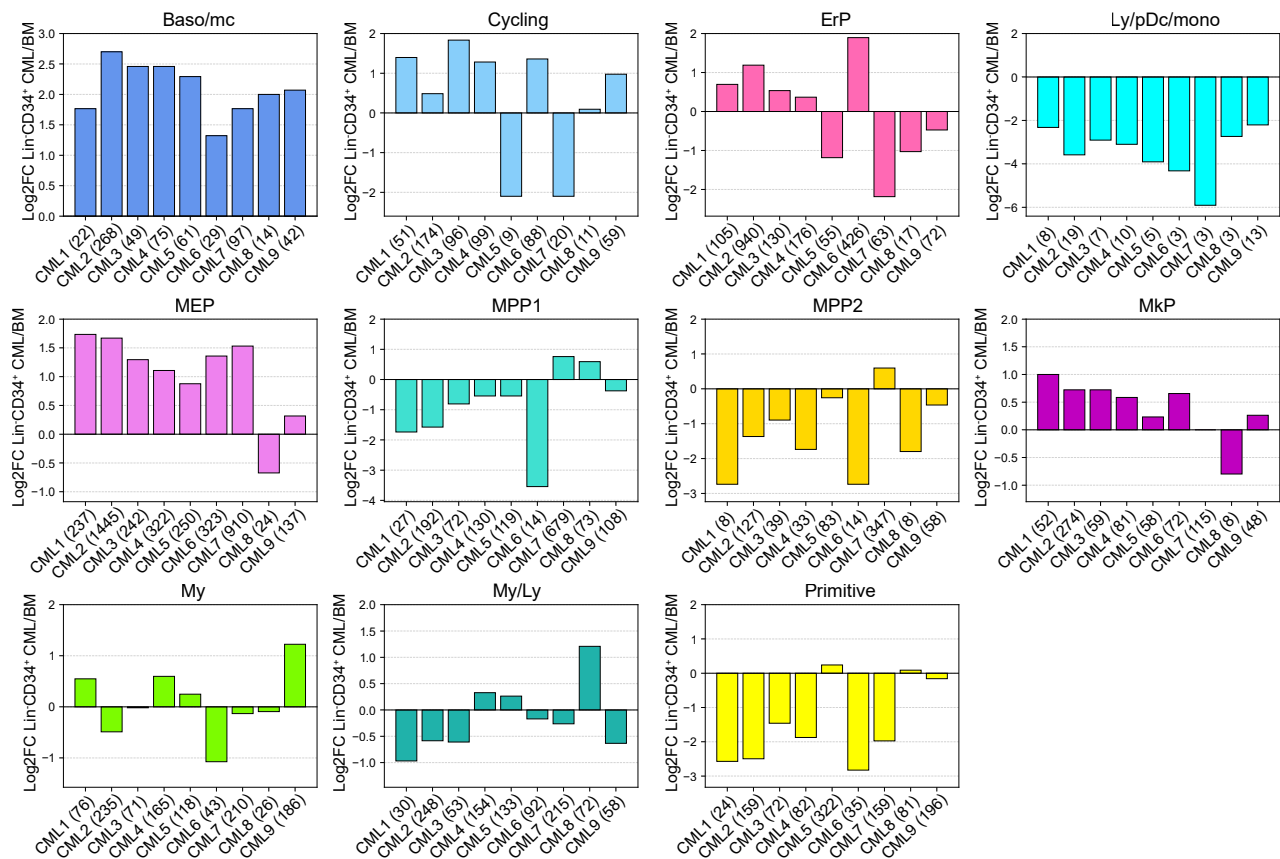 Baso/mc
Log2FC Lin⁻CD34⁺ CML/BM
3.0
2.5
2.0
1.5
1.0
0.5
0.0
CML1 (22)
CML2 (268)
CML3 (49)
CML4 (75)
CML5 (61)
CML6 (29)
CML7 (97)
CML8 (14)
CML9 (42)
Cycling
Log2FC Lin⁻CD34⁺ CML/BM
2
1
0
−1
−2
CML1 (51)
CML2 (174)
CML3 (96)
CML4 (99)
CML5 (9)
CML6 (88)
CML7 (20)
CML8 (11)
CML9 (59)
ErP
Log2FC Lin⁻CD34⁺ CML/BM
2
1
0
−1
−2
CML1 (105)
CML2 (940)
CML3 (130)
CML4 (176)
CML5 (55)
CML6 (426)
CML7 (63)
CML8 (17)
CML9 (72)
Ly/pDc/mono
Log2FC Lin⁻CD34⁺ CML/BM
2
0
−2
−4
−6
CML1 (8)
CML2 (19)
CML3 (7)
CML4 (10)
CML5 (5)
CML6 (3)
CML7 (3)
CML8 (3)
CML9 (13)
MEP
Log2FC Lin⁻CD34⁺ CML/BM
2.0
1.5
1.0
0.5
0.0
−0.5
−1.0
CML1 (237)
CML2 (1445)
CML3 (242)
CML4 (322)
CML5 (250)
CML6 (323)
CML7 (910)
CML8 (24)
CML9 (137)
MPP1
Log2FC Lin⁻CD34⁺ CML/BM
2
1
0
−1
−2
−3
−4
CML1 (27)
CML2 (192)
CML3 (72)
CML4 (130)
CML5 (119)
CML6 (14)
CML7 (679)
CML8 (73)
CML9 (108)
MPP2
Log2FC Lin⁻CD34⁺ CML/BM
2
1
0
−1
−2
−3
CML1 (8)
CML2 (127)
CML3 (39)
CML4 (33)
CML5 (83)
CML6 (14)
CML7 (347)
CML8 (8)
CML9 (58)
MkP
Log2FC Lin⁻CD34⁺ CML/BM
2.0
1.5
1.0
0.5
0.0
−0.5
−1.0
CML1 (52)
CML2 (274)
CML3 (59)
CML4 (81)
CML5 (58)
CML6 (72)
CML7 (115)
CML8 (8)
CML9 (48)
My
Log2FC Lin⁻CD34⁺ CML/BM
2
1
0
−1
CML1 (76)
CML2 (235)
CML3 (71)
CML4 (165)
CML5 (118)
CML6 (43)
CML7 (210)
CML8 (26)
CML9 (186)
My/Ly
Log2FC Lin⁻CD34⁺ CML/BM
2.0
1.5
1.0
0.5
0.0
−0.5
−1.0
CML1 (30)
CML2 (248)
CML3 (53)
CML4 (154)
CML5 (133)
CML6 (92)
CML7 (215)
CML8 (72)
CML9 (58)
Primitive
Log2FC Lin⁻CD34⁺ CML/BM
2
1
0
−1
−2
−3
CML1 (24)
CML2 (159)
CML3 (72)
CML4 (82)
CML5 (322)
CML6 (35)
CML7 (159)
CML8 (81)
CML9 (196)